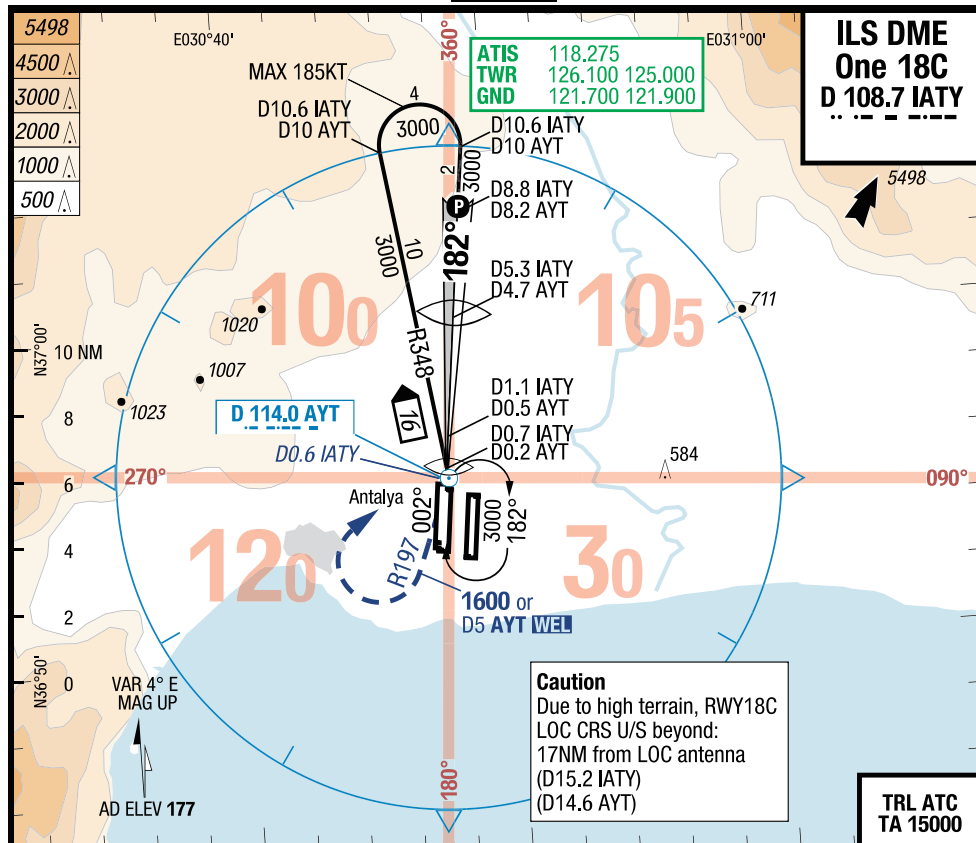 5498
4500
3000
2000
1000
500
E030°40'
360°
E031°00'
ATIS 118.275
TWR 126.100 125.000
GND 121.700 121.900
ILS DME
One 18C
D 108.7 IATY
5498
MAX 185KT
4
3000
D10.6 IATY
D10 AYT
D10.6 IATY
D10 AYT
2
3000
P
D8.8 IATY
D8.2 AYT
182°
10
3000
D5.3 IATY
D4.7 AYT
100
105
711
1020
1007
1023
R348
N37°00'
10 NM
8
6
4
2
0
N36°50'
16
D1.1 IATY
D0.5 AYT
D0.7 IATY
D0.2 AYT
D 114.0 AYT
D0.6 IATY
584
270°
090°
Antalya
002°
3000
182°
120
30
R197
1600 or
D5 AYT WEL
VAR 4° E
MAG UP
AD ELEV 177
180°
Caution
Due to high terrain, RWY18C
LOC CRS U/S beyond:
17NM from LOC antenna
(D15.2 IATY)
(D14.6 AYT)
TRL ATC
TA 15000